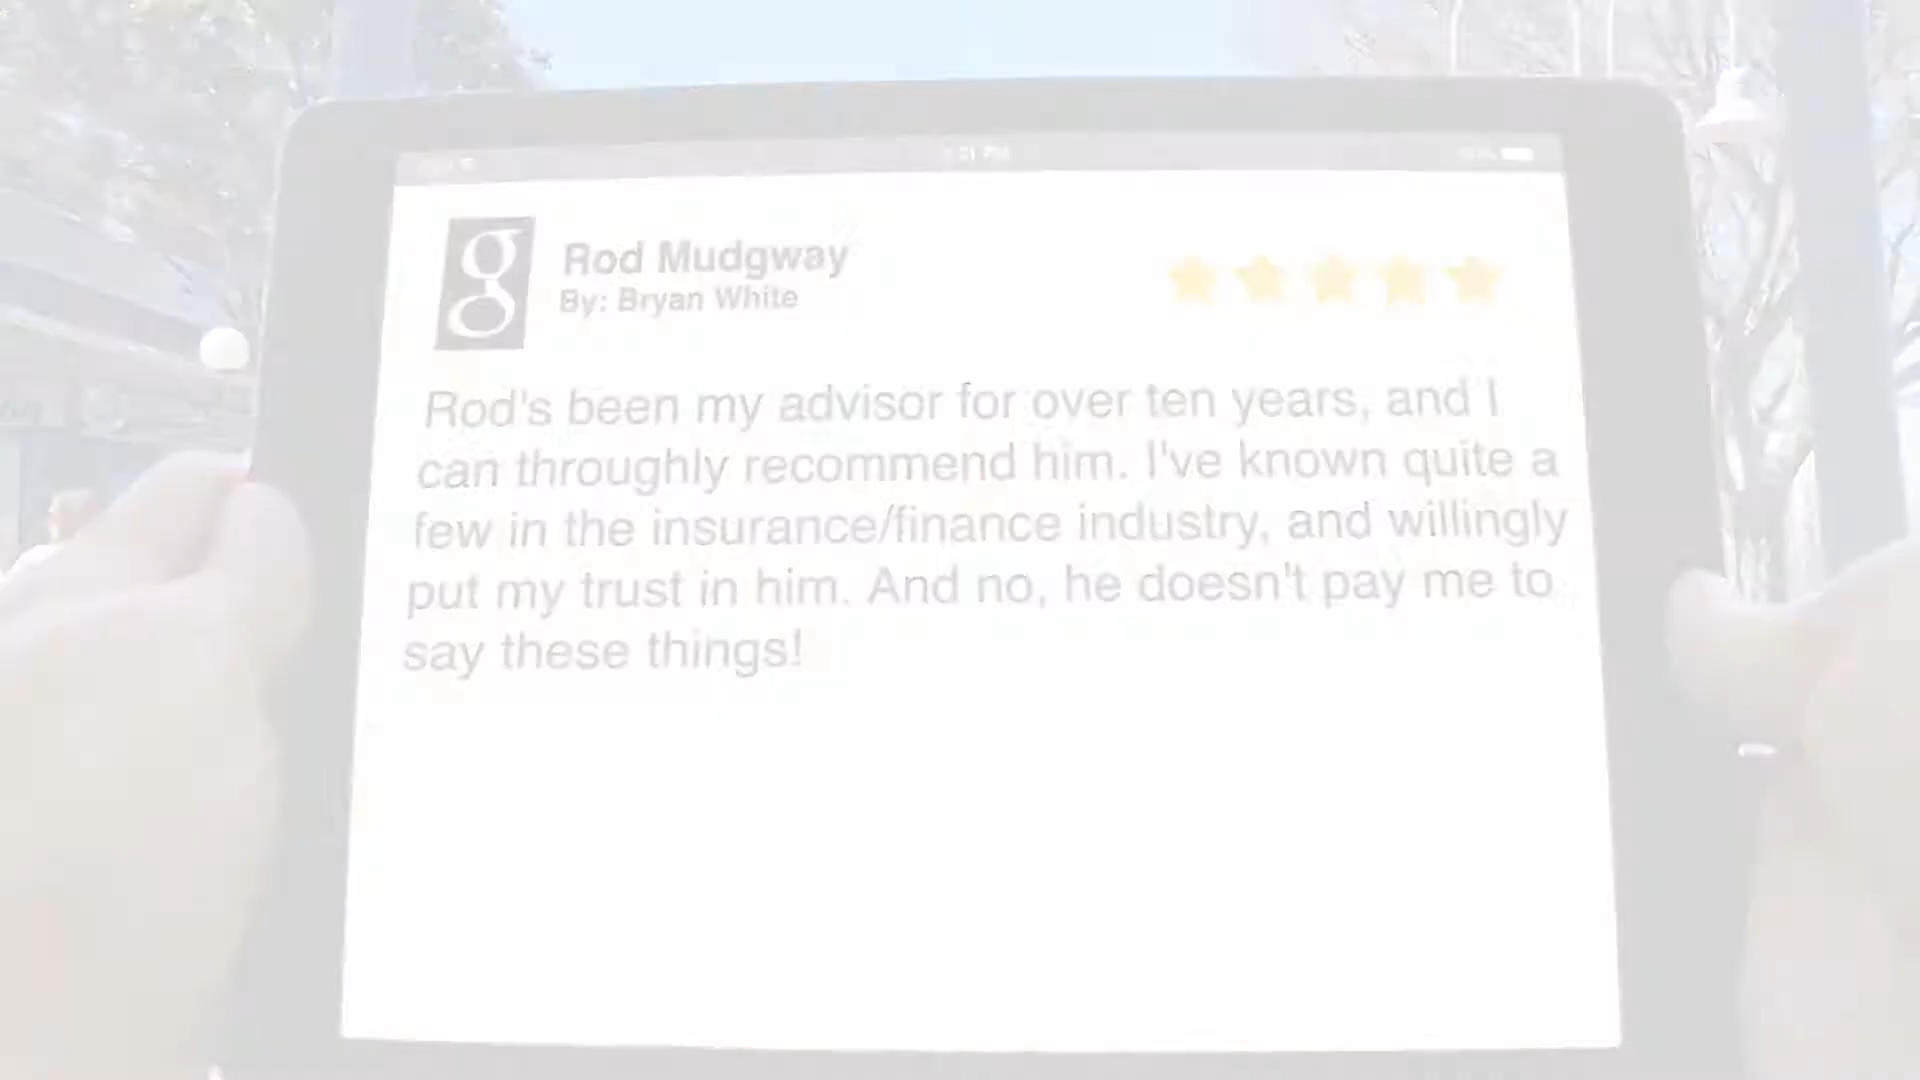 g
Rod Mudgway
By: Bryan White
Rod's been my advisor for over ten years, and I
can throughly recommend him. I've known quite a
few in the insurance/finance industry, and willingly
put my trust in him. And no, he doesn't pay me to
say these things!